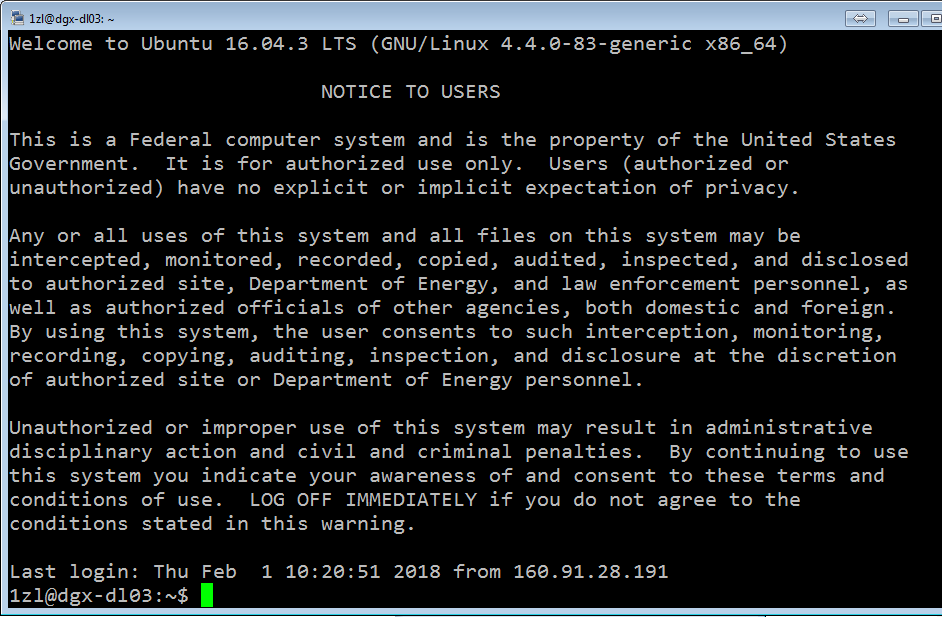 1zl@dgx-dl03: ~
Welcome to Ubuntu 16.04.3 LTS (GNU/Linux 4.4.0-83-generic x86_64)
NOTICE TO USERS
This is a Federal computer system and is the property of the United States
Government.  It is for authorized use only.  Users (authorized or
unauthorized) have no explicit or implicit expectation of privacy.
Any or all uses of this system and all files on this system may be
intercepted, monitored, recorded, copied, audited, inspected, and disclosed
to authorized site, Department of Energy, and law enforcement personnel, as
well as authorized officials of other agencies, both domestic and foreign.
By using this system, the user consents to such interception, monitoring,
recording, copying, auditing, inspection, and disclosure at the discretion
of authorized site or Department of Energy personnel.
Unauthorized or improper use of this system may result in administrative
disciplinary action and civil and criminal penalties.  By continuing to use
this system you indicate your awareness of and consent to these terms and
conditions of use.  LOG OFF IMMEDIATELY if you do not agree to the
conditions stated in this warning.
Last login: Thu Feb  1 10:20:51 2018 from 160.91.28.191
1zl@dgx-dl03:~$